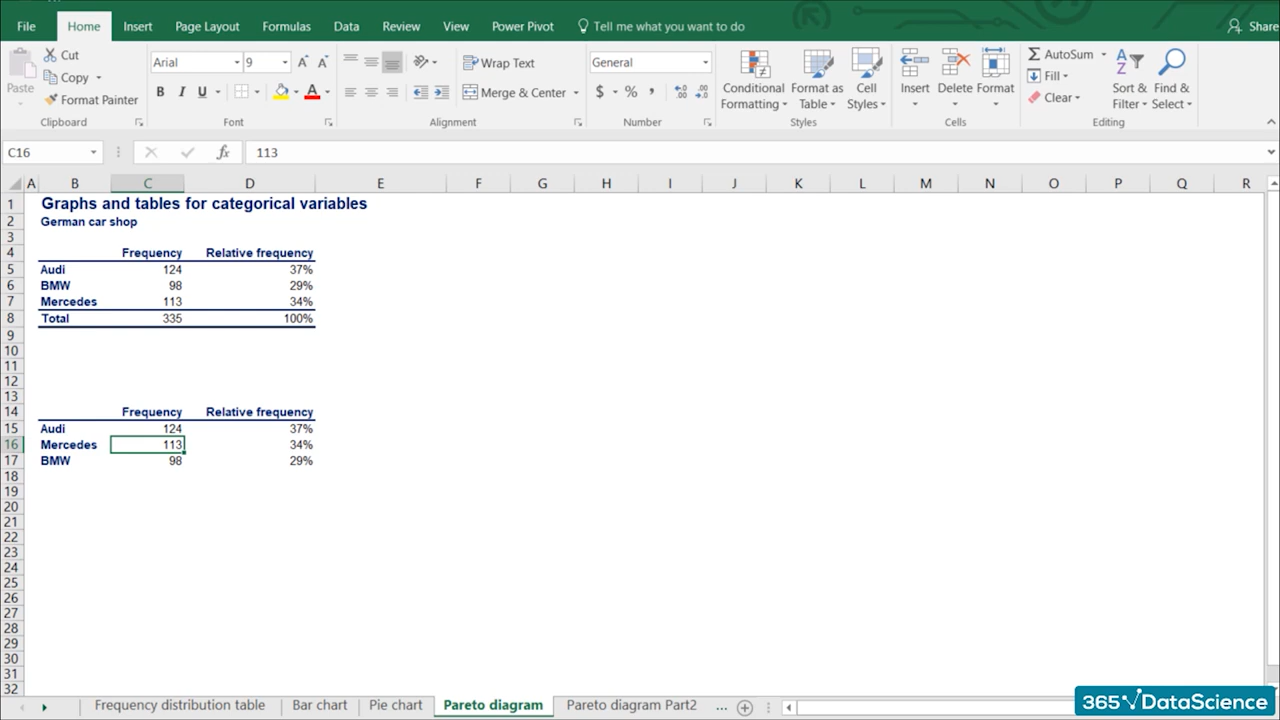 File Home Insert Page Layout Formulas Data Review View Power Pivot Tell me what you want to do Share
Paste Cut Copy Format Painter Clipboard
Arial 9 A A B I U A Font
Wrap Text Merge & Center Alignment
General $ % , Number
Conditional Formatting Format as Table Cell Styles Styles
Insert Delete Format Cells
AutoSum Fill Clear Sort & Filter Find & Select Editing
C16 fx 113
A B C D E F G H I J K L M N O P Q R
1 Graphs and tables for categorical variables
2 German car shop
3
4 Frequency Relative frequency
5 Audi 124 37%
6 BMW 98 29%
7 Mercedes 113 34%
8 Total 335 100%
9
10
11
12
13
14 Frequency Relative frequency
15 Audi 124 37%
16 Mercedes 113 34%
17 BMW 98 29%
18
19
20
21
22
23
24
25
26
27
28
29
30
31
32
Frequency distribution table Bar chart Pie chart Pareto diagram Pareto diagram Part2 ...
365 DataScience